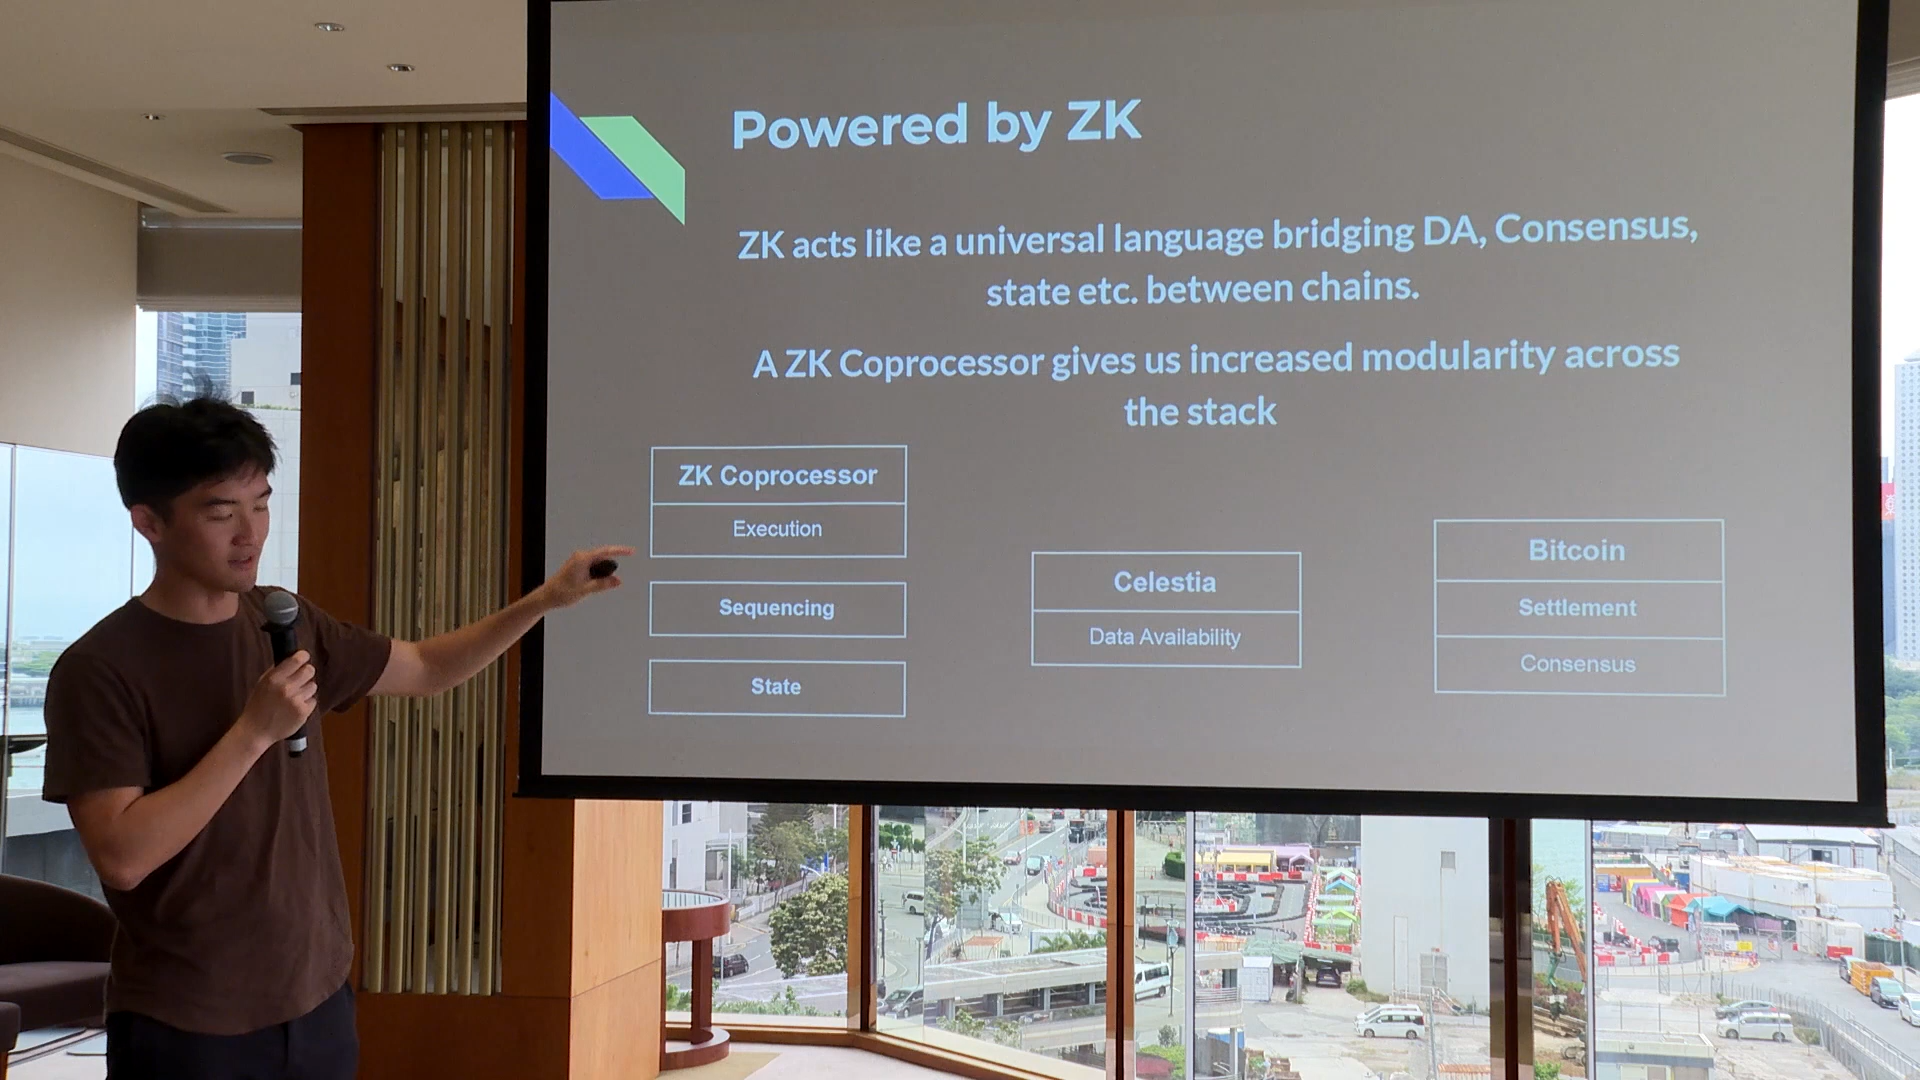 Powered by ZK
ZK acts like a universal language bridging DA, Consensus,
state etc. between chains.
A ZK Coprocessor gives us increased modularity across
the stack
ZK Coprocessor
Execution
Sequencing
State
Celestia
Data Availability
Bitcoin
Settlement
Consensus